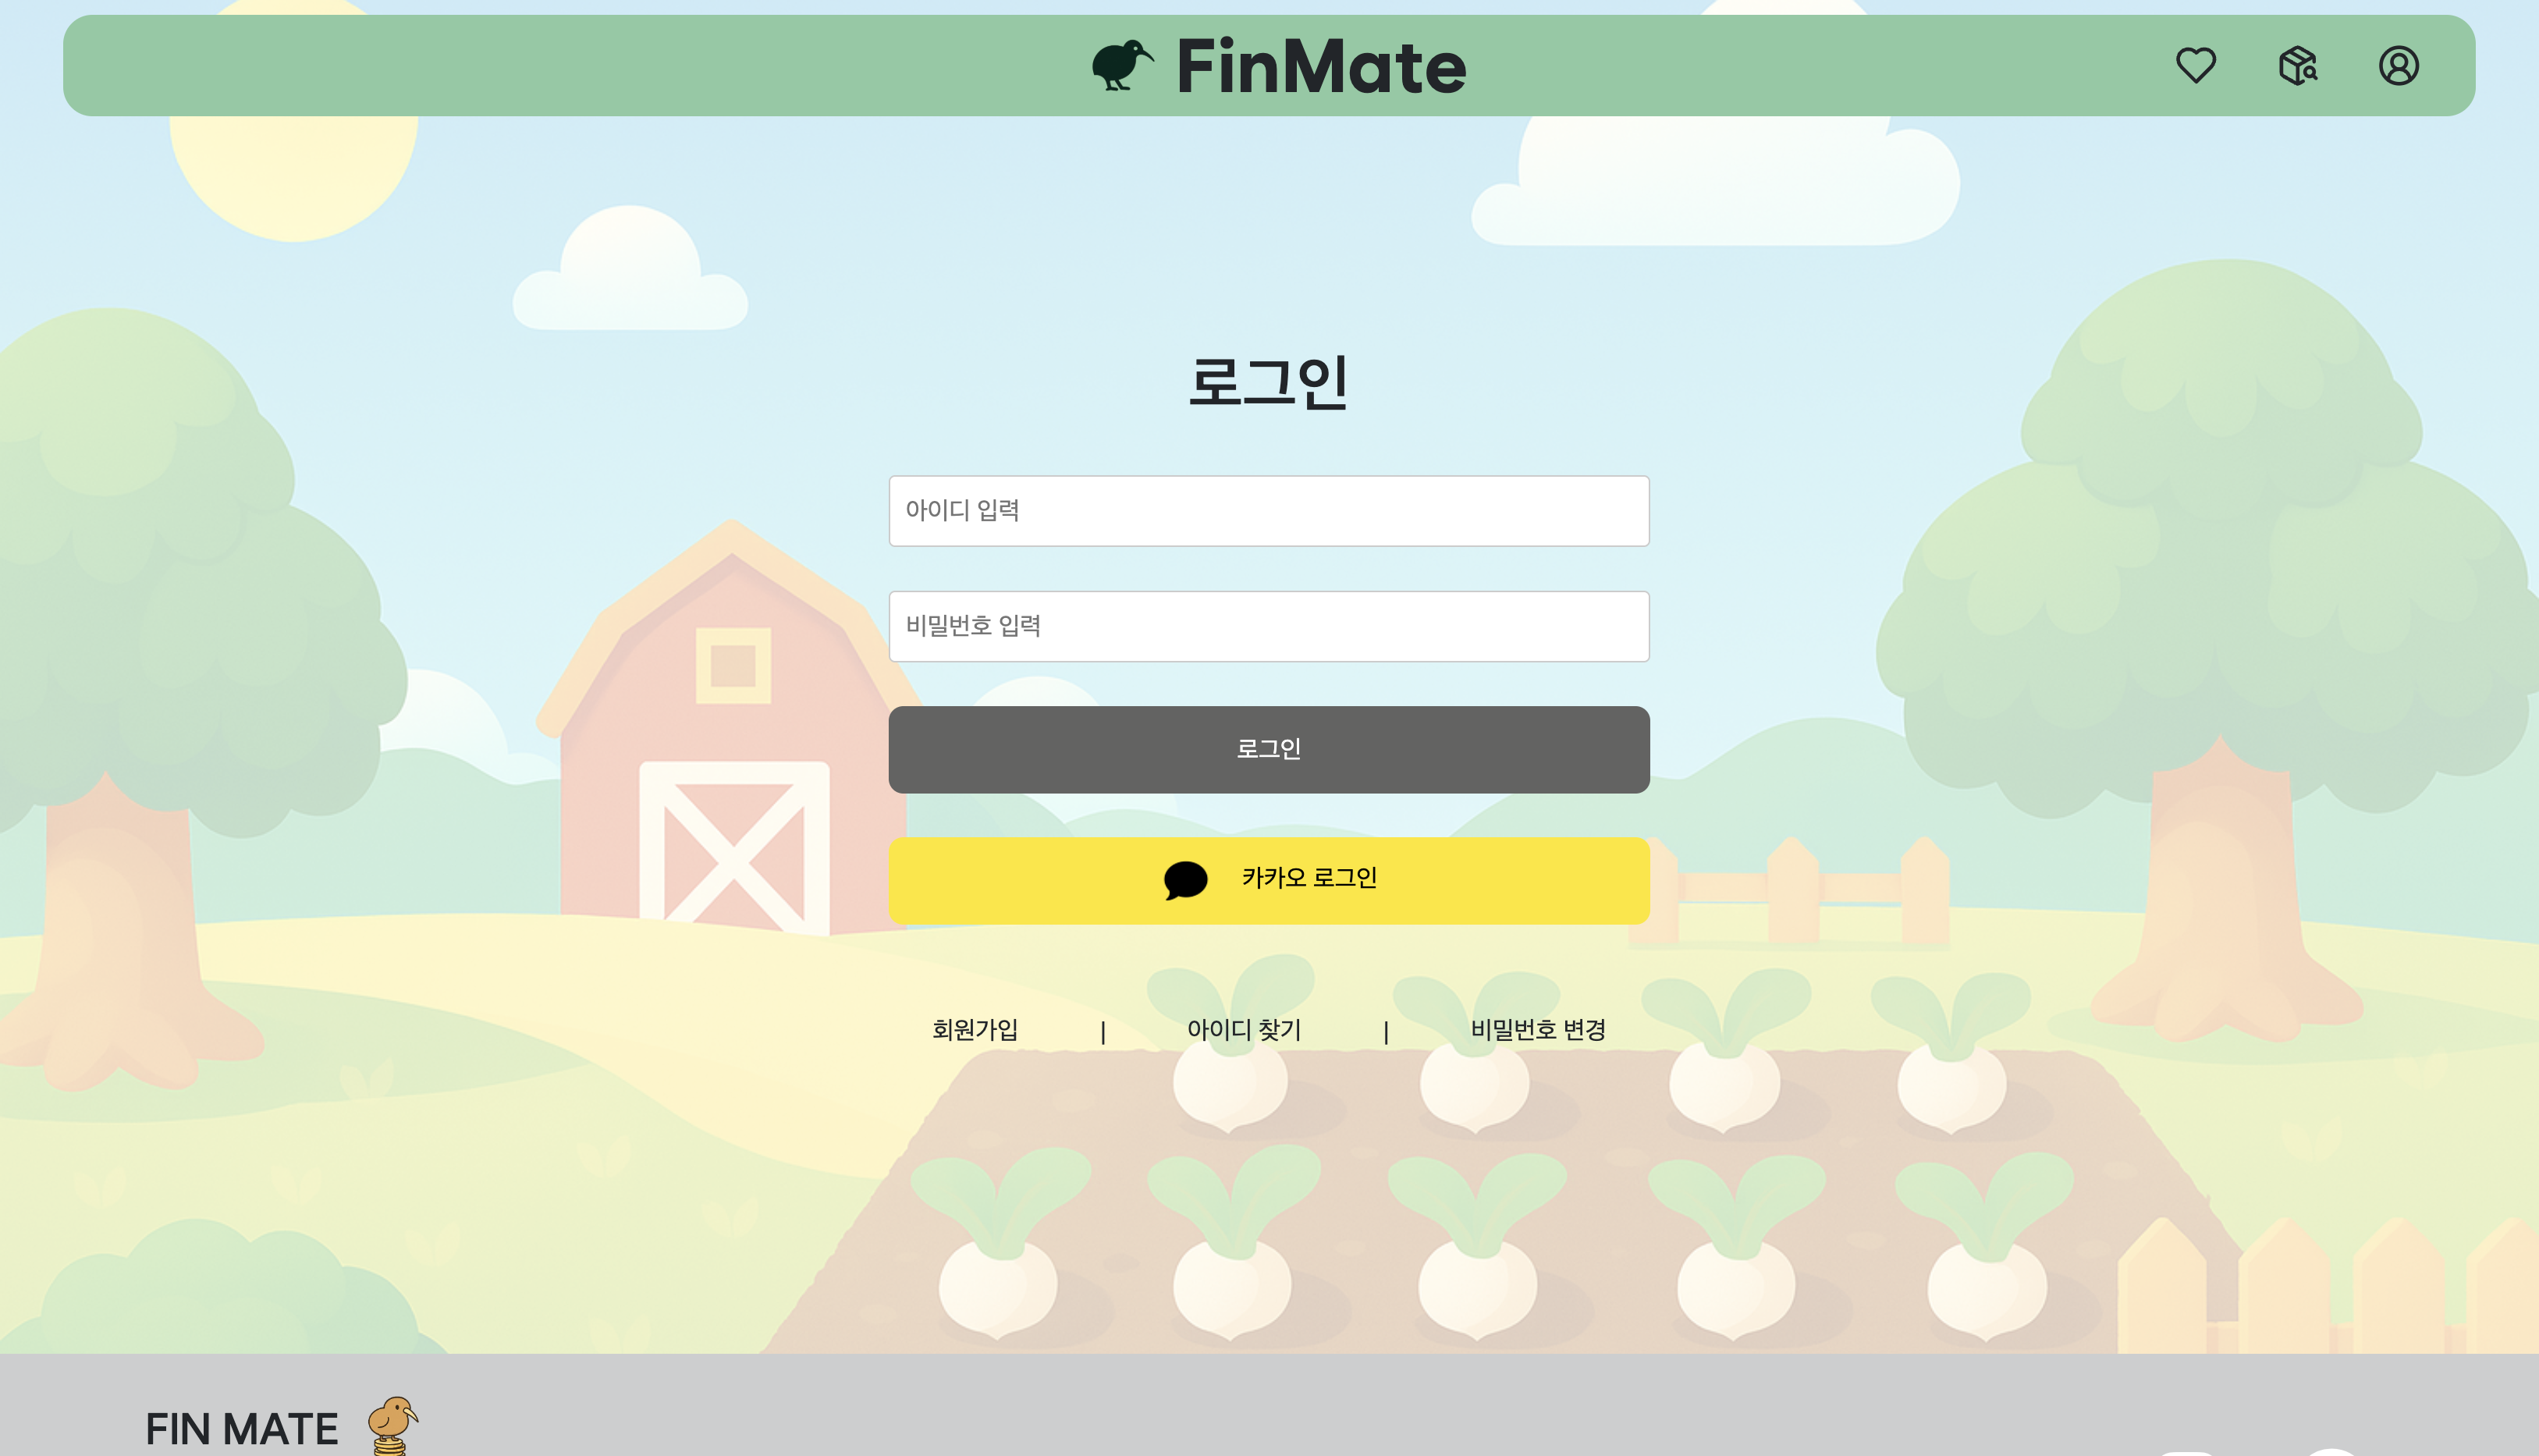 FinMate
로그인
아이디 입력
비밀번호 입력
로그인
카카오 로그인
회원가입 | 아이디 찾기 | 비밀번호 변경
FIN MATE